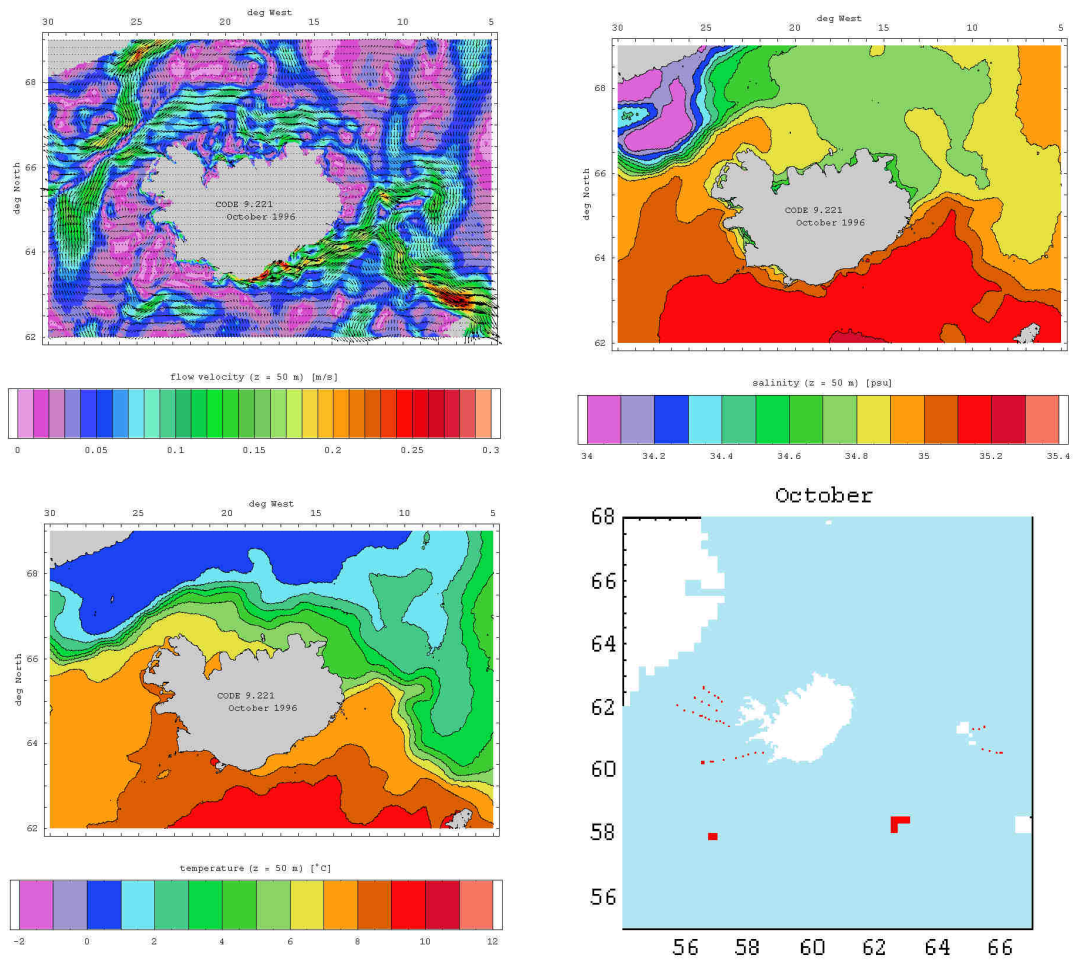 deg West
30 25 20 15 10 5
68
66
64
62
deg North
CODE 9.221
October 1996
flow velocity (z = 50 m) [m/s]
0 0.05 0.1 0.15 0.2 0.25 0.3
deg West
30 25 20 15 10 5
68
66
64
62
deg North
CODE 9.221
October 1996
salinity (z = 50 m) [psu]
34 34.2 34.4 34.6 34.8 35 35.2 35.4
deg West
30 25 20 15 10 5
68
66
64
62
deg North
CODE 9.221
October 1996
temperature (z = 50 m) [°C]
-2 0 2 4 6 8 10 12
October
68
66
64
62
60
58
56
56 58 60 62 64 66